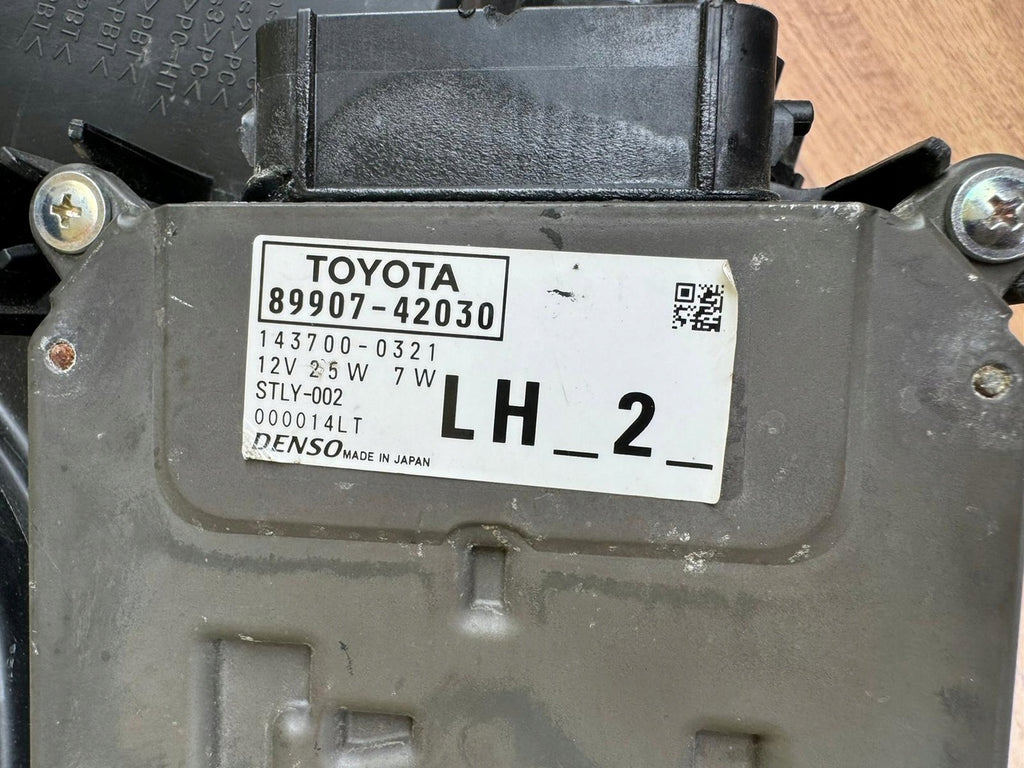 TOYOTA
89907-42030
143700-0321
12V 25W 7W
STLY-002
000014LT
DENSO MADE IN JAPAN
LH_2_